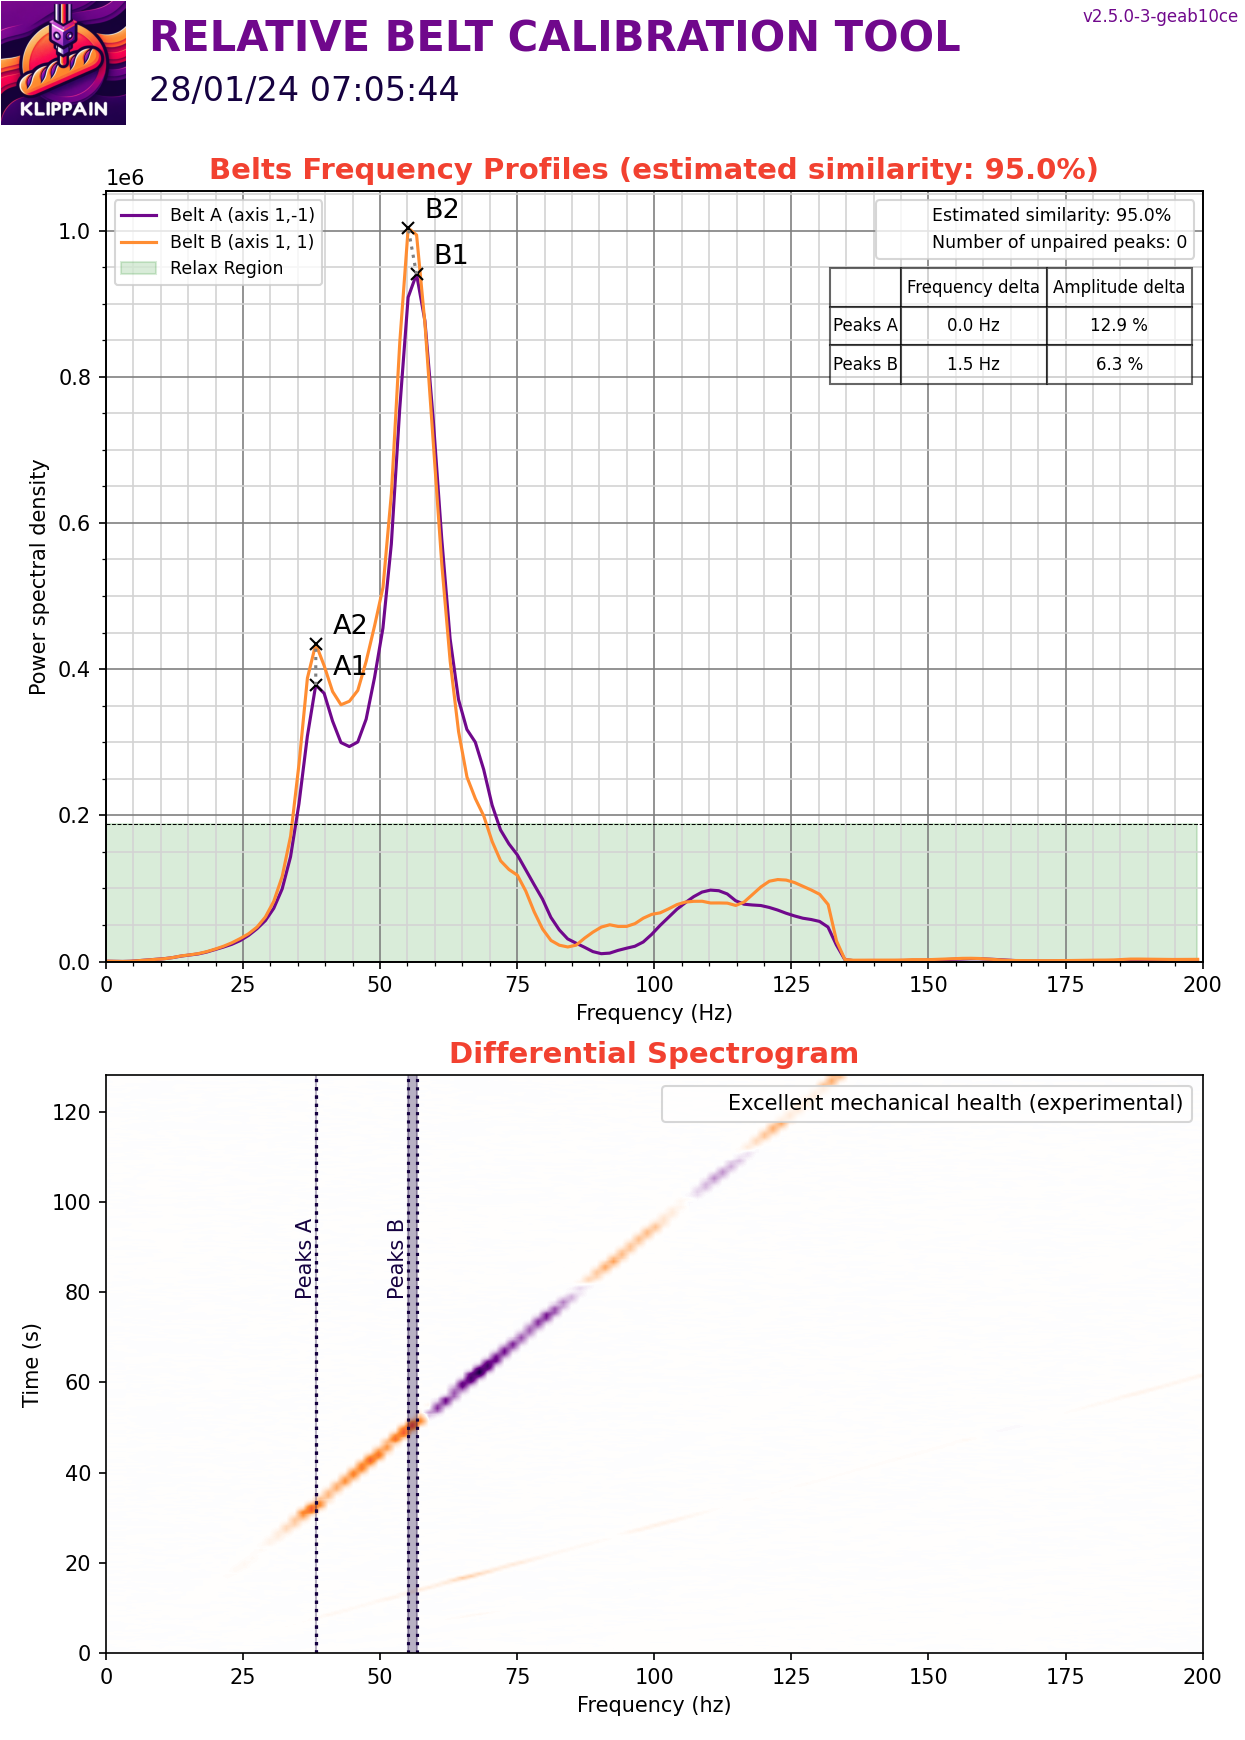 KLIPPAIN
RELATIVE BELT CALIBRATION TOOL
v2.5.0-3-geab10ce
28/01/24 07:05:44
Belts Frequency Profiles (estimated similarity: 95.0%)
1e6
Belt A (axis 1,-1)
Belt B (axis 1, 1)
Relax Region
Estimated similarity: 95.0%
Number of unpaired peaks: 0
Frequency delta Amplitude delta
Peaks A 0.0 Hz 12.9 %
Peaks B 1.5 Hz 6.3 %
B2
B1
A2
A1
Power spectral density
1.0
0.8
0.6
0.4
0.2
0.0
0 25 50 75 100 125 150 175 200
Frequency (Hz)
Differential Spectrogram
Excellent mechanical health (experimental)
Peaks A
Peaks B
Time (s)
120
100
80
60
40
20
0
0 25 50 75 100 125 150 175 200
Frequency (hz)